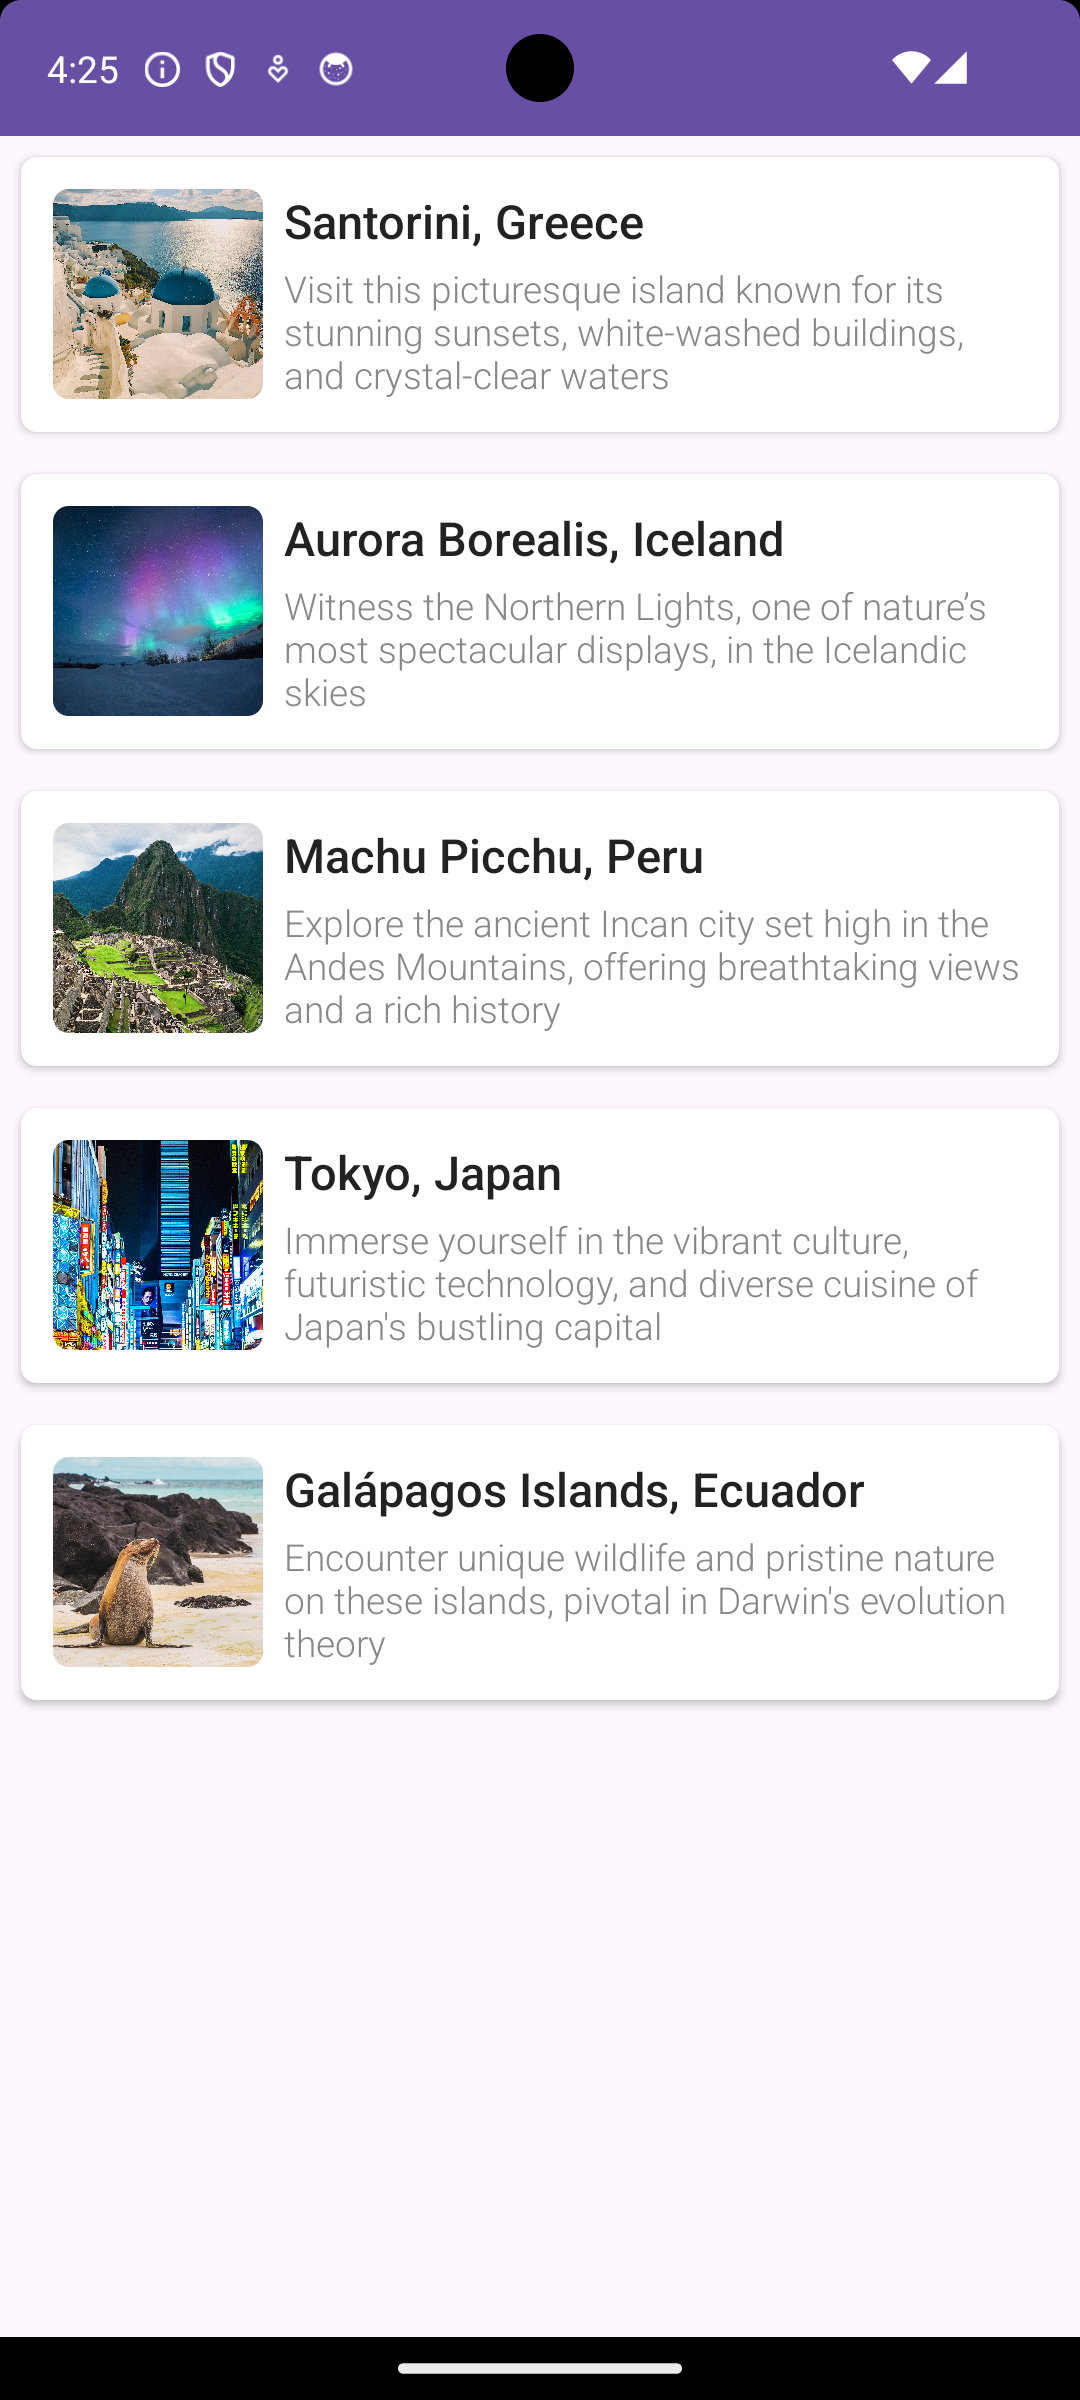 4:25
Santorini, Greece
Visit this picturesque island known for its
stunning sunsets, white-washed buildings,
and crystal-clear waters
Aurora Borealis, Iceland
Witness the Northern Lights, one of nature’s
most spectacular displays, in the Icelandic
skies
Machu Picchu, Peru
Explore the ancient Incan city set high in the
Andes Mountains, offering breathtaking views
and a rich history
Tokyo, Japan
Immerse yourself in the vibrant culture,
futuristic technology, and diverse cuisine of
Japan's bustling capital
Galápagos Islands, Ecuador
Encounter unique wildlife and pristine nature
on these islands, pivotal in Darwin's evolution
theory